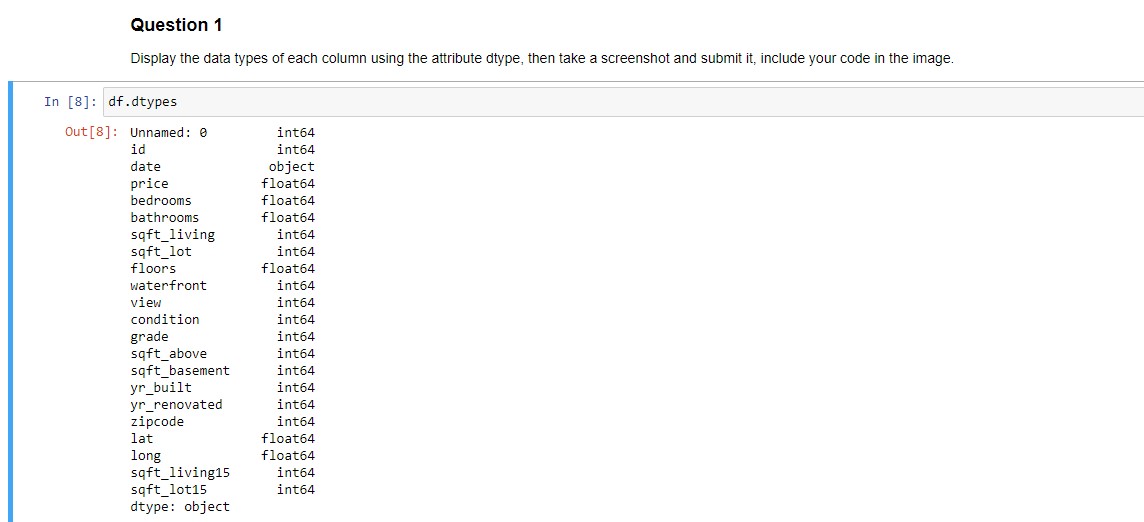 Question 1
Display the data types of each column using the attribute dtype, then take a screenshot and submit it, include your code in the image.
In [8]: df.dtypes
Out[8]: Unnamed: 0 int64
id int64
date object
price float64
bedrooms float64
bathrooms float64
sqft_living int64
sqft_lot int64
floors float64
waterfront int64
view int64
condition int64
grade int64
sqft_above int64
sqft_basement int64
yr_built int64
yr_renovated int64
zipcode int64
lat float64
long float64
sqft_living15 int64
sqft_lot15 int64
dtype: object